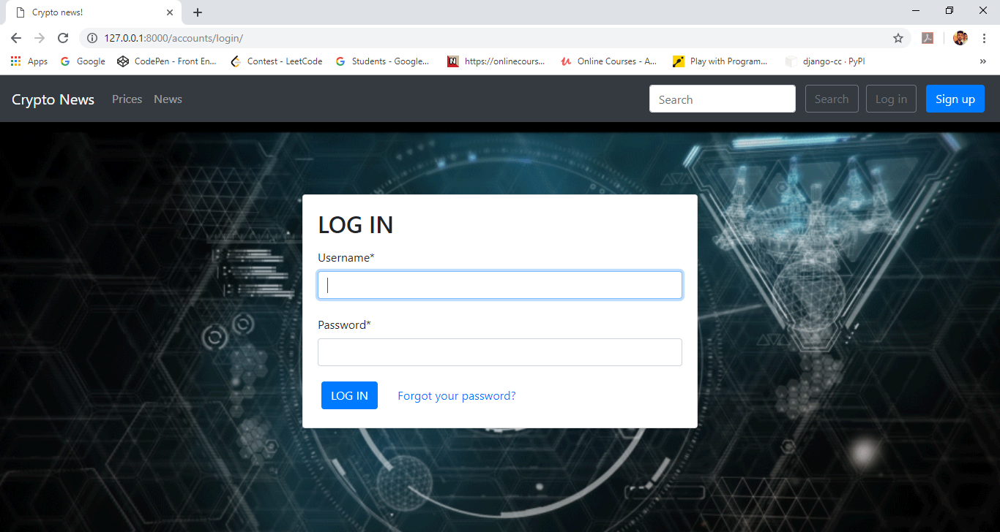 Crypto news!
127.0.0.1:8000/accounts/login/
Apps Google CodePen - Front En... Contest - LeetCode Students - Google... https://onlinecours... Online Courses - A... Play with Program... django-cc · PyPI »
Crypto News Prices News Search Search Log in Sign up
LOG IN
Username*
Password*
LOG IN Forgot your password?